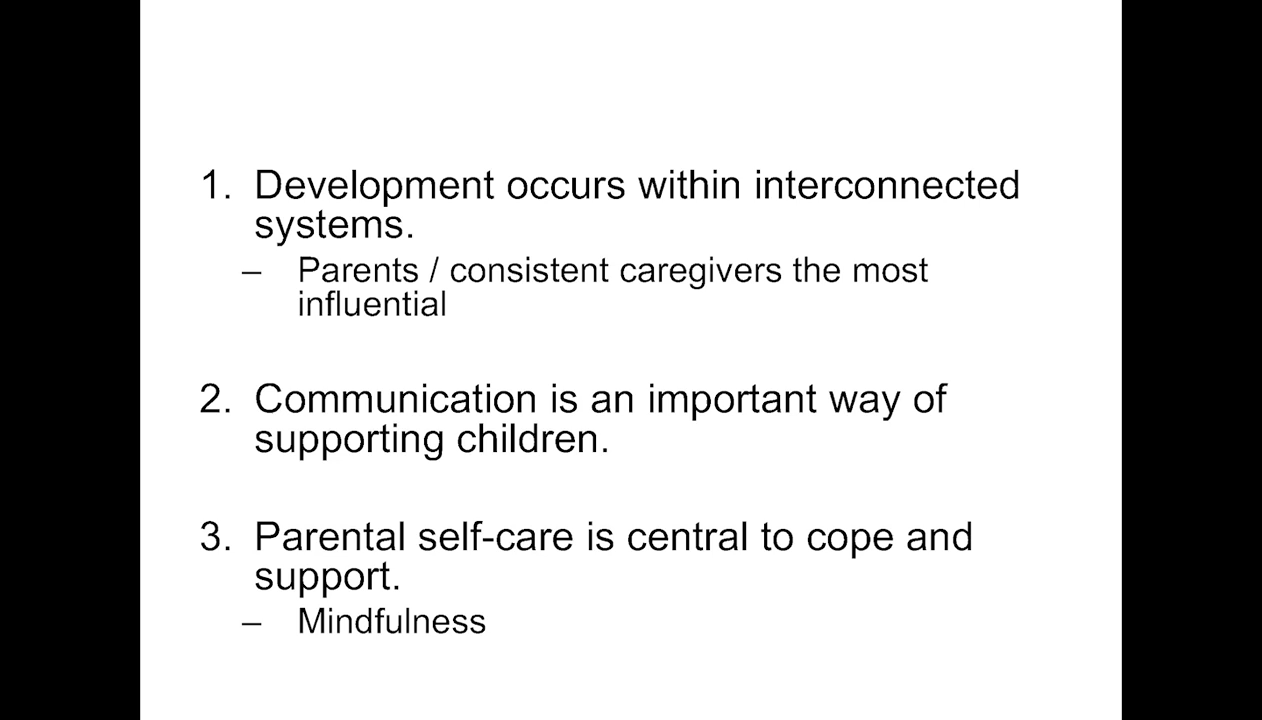 1. Development occurs within interconnected
systems.
– Parents / consistent caregivers the most
influential
2. Communication is an important way of
supporting children.
3. Parental self-care is central to cope and
support.
– Mindfulness